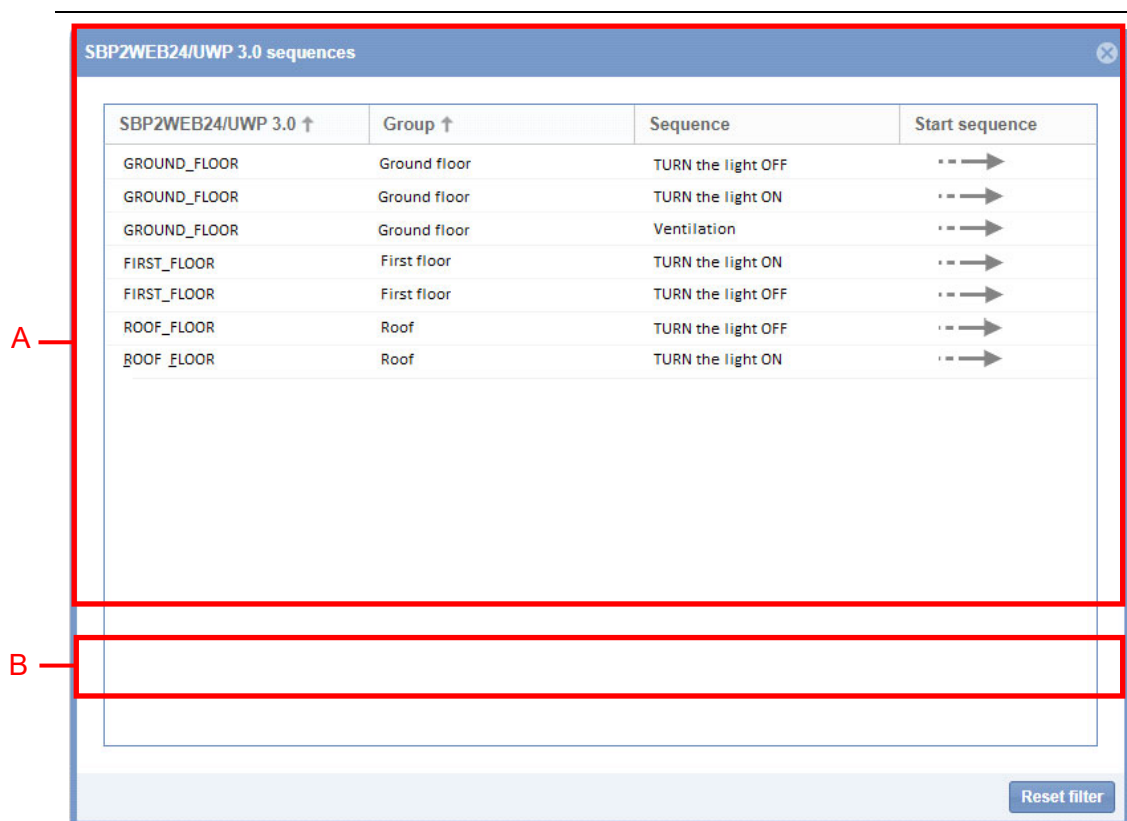 SBP2WEB24/UWP 3.0 sequences
SBP2WEB24/UWP 3.0 ↑ Group ↑ Sequence Start sequence
GROUND_FLOOR Ground floor TURN the light OFF
GROUND_FLOOR Ground floor TURN the light ON
GROUND_FLOOR Ground floor Ventilation
FIRST_FLOOR First floor TURN the light ON
FIRST_FLOOR First floor TURN the light OFF
ROOF_FLOOR Roof TURN the light OFF
ROOF FLOOR Roof TURN the light ON
A
B
Reset filter